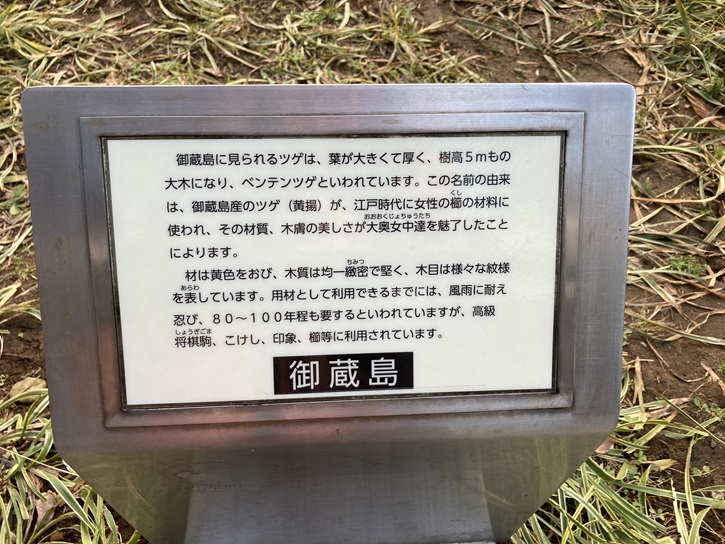 御蔵島に見られるツゲは、葉が大きくて厚く、樹高5mもの
大木になり、ベンテンツゲといわれています。この名前の由来
は、御蔵島産のツゲ（黄揚）が、江戸時代に女性の櫛の材料に
使われ、その材質、木膚の美しさが大奥女中達を魅了したこと
によります。
材は黄色をおび、木質は均一緻密で堅く、木目は様々な紋様
を表しています。用材として利用できるまでには、風雨に耐え
忍び、80〜100年程も要するといわれていますが、高級
将棋駒、こけし、印象、櫛等に利用されています。
御蔵島